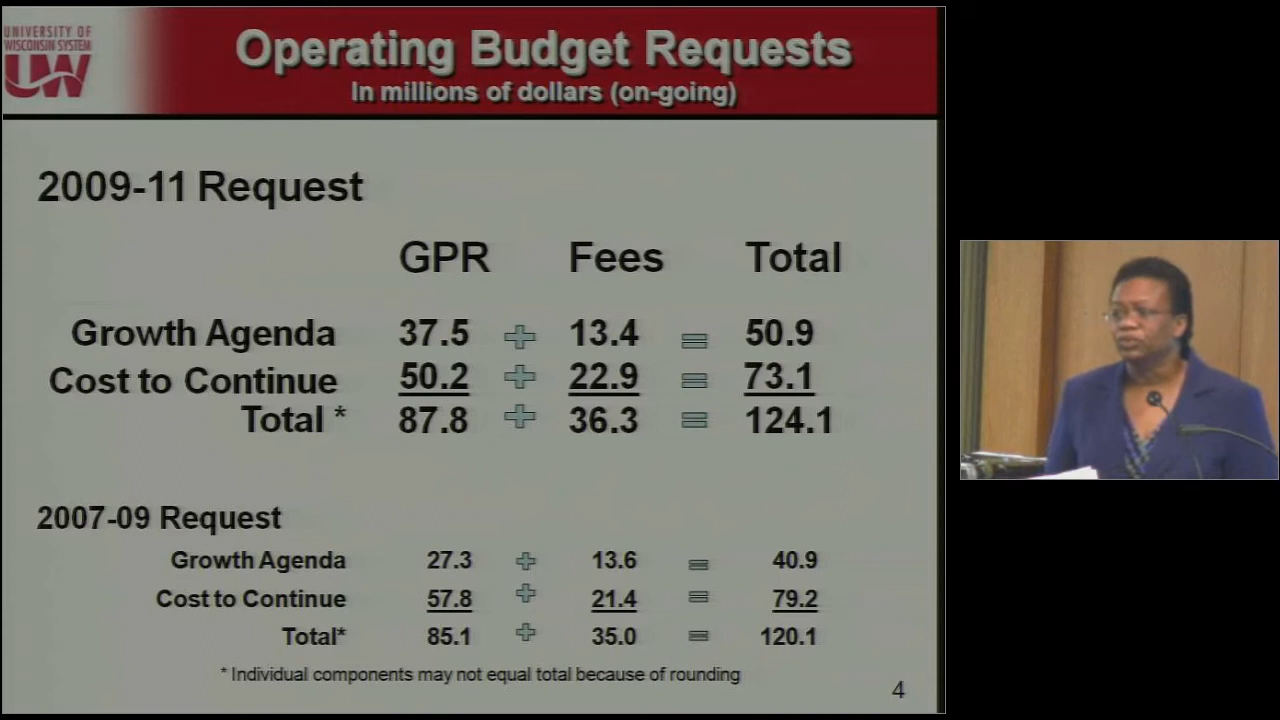 UNIVERSITY OF
WISCONSIN SYSTEM
UW
Operating Budget Requests
In millions of dollars (on-going)
2009-11 Request
GPR Fees Total
Growth Agenda 37.5 + 13.4 = 50.9
Cost to Continue 50.2 + 22.9 = 73.1
Total * 87.8 + 36.3 = 124.1
2007-09 Request
Growth Agenda 27.3 + 13.6 = 40.9
Cost to Continue 57.8 + 21.4 = 79.2
Total* 85.1 + 35.0 = 120.1
* Individual components may not equal total because of rounding
4